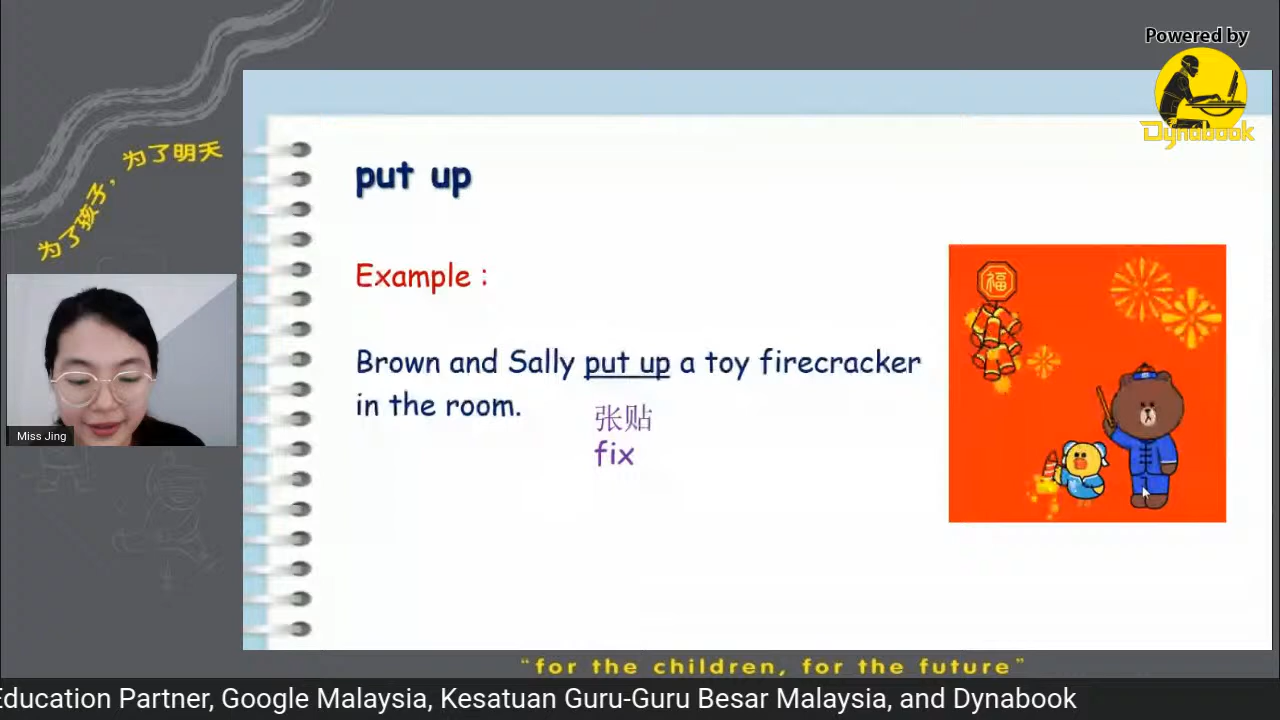 Powered by
Dynabook
为了孩子，为了明天
put up
Example :
Brown and Sally put up a toy firecracker
in the room.
张贴
fix
福
Miss Jing
“for the children, for the future”
Education Partner, Google Malaysia, Kesatuan Guru-Guru Besar Malaysia, and Dynabook